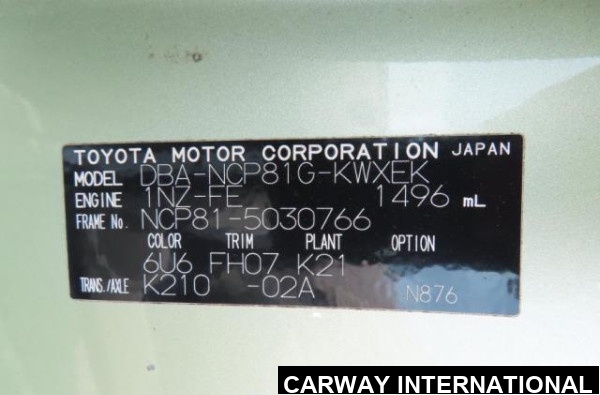 TOYOTA MOTOR CORPORATION JAPAN
MODEL DBA-NCP81G-KWXEK
ENGINE 1NZ-FE 1496 mL
FRAME No. NCP81-5030766
COLOR TRIM PLANT OPTION
6U6 FH07 K21
TRANS./AXLE K210 -02A N876
CARWAY INTERNATIONAL